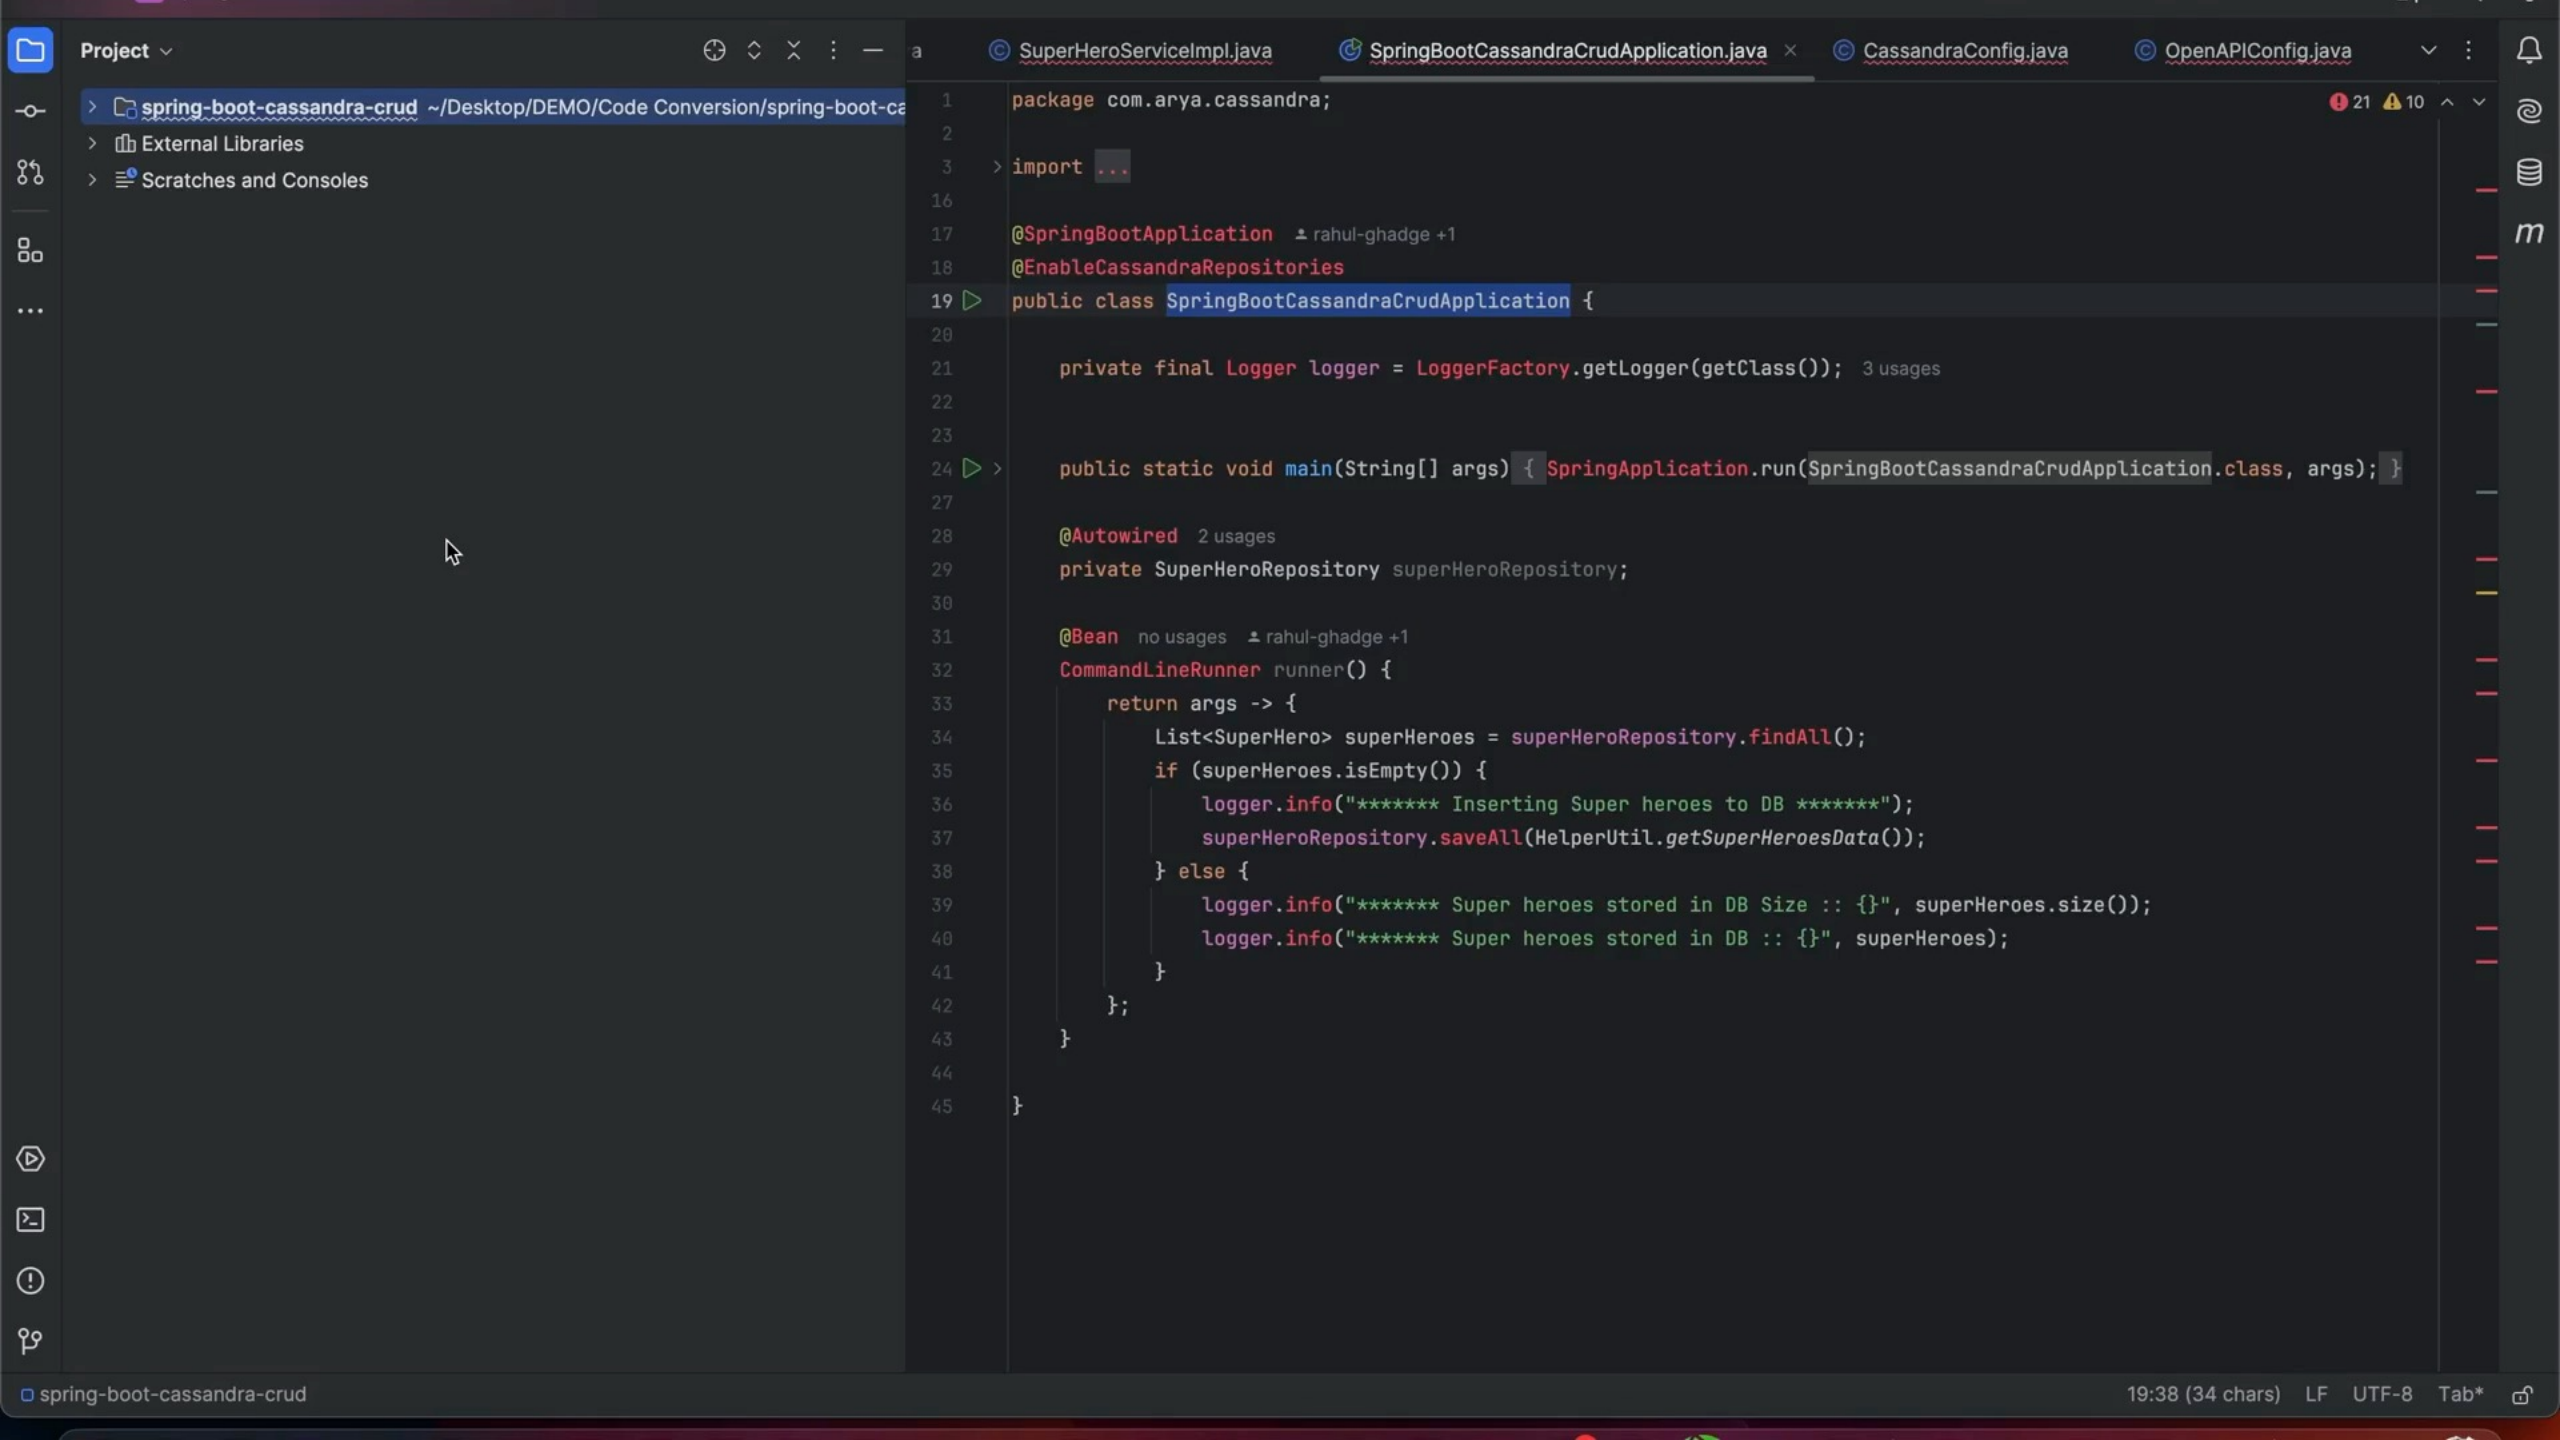 Project
spring-boot-cassandra-crud ~/Desktop/DEMO/Code Conversion/spring-boot-ca
External Libraries
Scratches and Consoles
a SuperHeroServiceImpl.java SpringBootCassandraCrudApplication.java CassandraConfig.java OpenAPIConfig.java
21 10
1 package com.arya.cassandra;
2
3 import ...
16
17 @SpringBootApplication rahul-ghadge +1
18 @EnableCassandraRepositories
19 public class SpringBootCassandraCrudApplication {
20
21 private final Logger logger = LoggerFactory.getLogger(getClass()); 3 usages
22
23
24 public static void main(String[] args) { SpringApplication.run(SpringBootCassandraCrudApplication.class, args); }
27
28 @Autowired 2 usages
29 private SuperHeroRepository superHeroRepository;
30
31 @Bean no usages rahul-ghadge +1
32 CommandLineRunner runner() {
33 return args -> {
34 List<SuperHero> superHeroes = superHeroRepository.findAll();
35 if (superHeroes.isEmpty()) {
36 logger.info("******* Inserting Super heroes to DB *******");
37 superHeroRepository.saveAll(HelperUtil.getSuperHeroesData());
38 } else {
39 logger.info("******* Super heroes stored in DB Size :: {}", superHeroes.size());
40 logger.info("******* Super heroes stored in DB :: {}", superHeroes);
41 }
42 };
43 }
44
45 }
m
spring-boot-cassandra-crud
19:38 (34 chars) LF UTF-8 Tab*